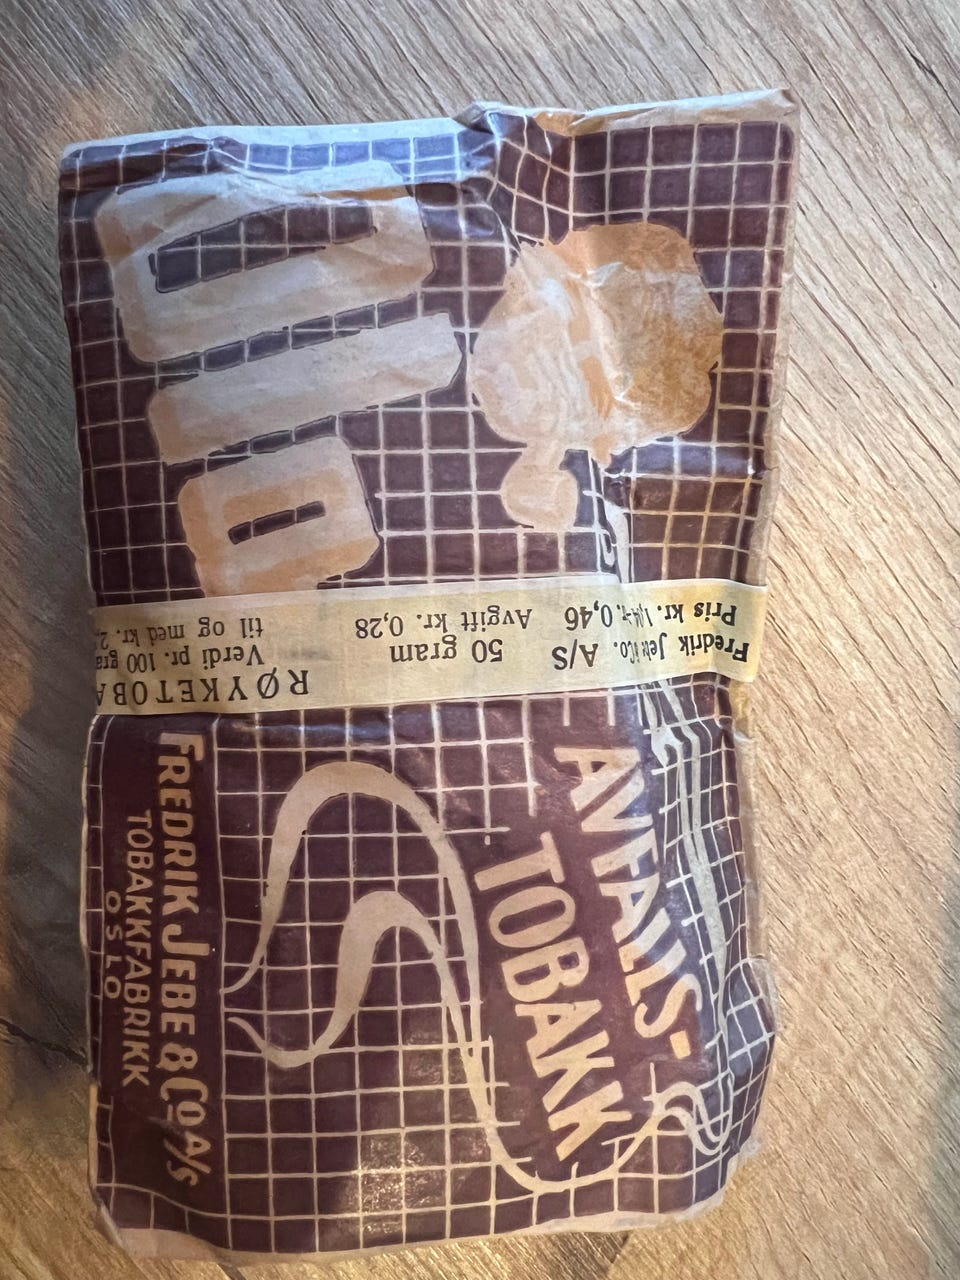 AVFALLS-
TOBAKK
FREDRIK JEBE & CO A/S
TOBAKKFABRIKK
OSLO
Fredrik Jebe & Co. A/S
Pris kr. 0,46
50 gram
Avgift kr. 0,28
RØYKETOBA
Verdi pr. 100 gra
til og med kr. 2,